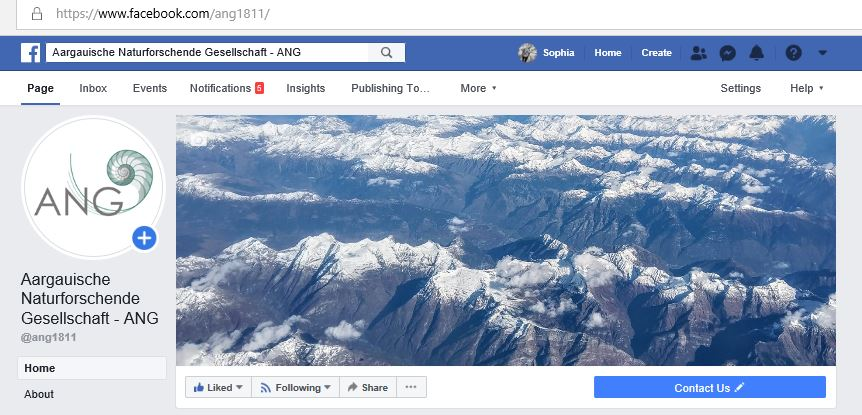 https://www.facebook.com/ang1811/
Aargauische Naturforschende Gesellschaft - ANG
Sophia Home Create
Page Inbox Events Notifications 6 Insights Publishing To... More Settings Help
ANG
Aargauische
Naturforschende
Gesellschaft - ANG
@ang1811
Home
About
Liked Following Share ... Contact Us